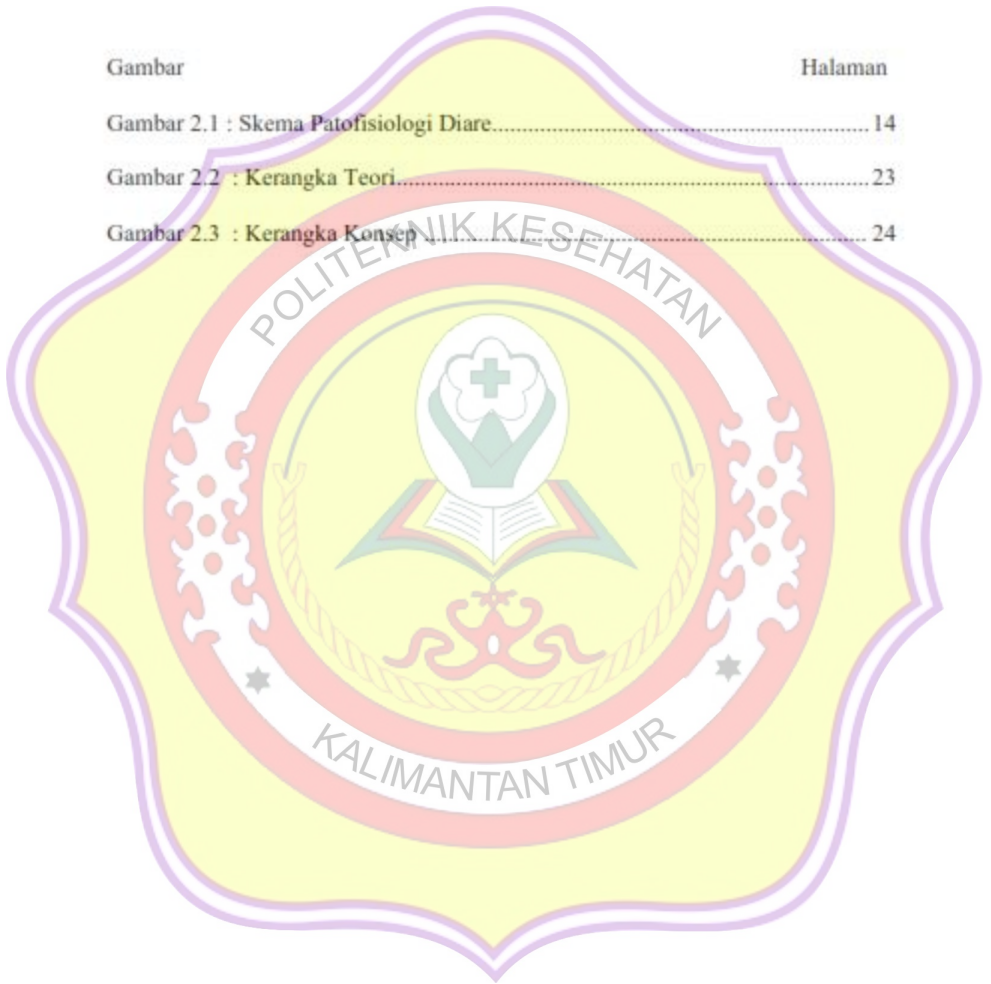 Gambar Halaman
Gambar 2.1 : Skema Patofisiologi Diare................................................................ 14
Gambar 2.2 : Kerangka Teori................................................................................ 23
Gambar 2.3 : Kerangka Konsep ........................................................................... 24
POLITEKNIK KESEHATAN
KALIMANTAN TIMUR